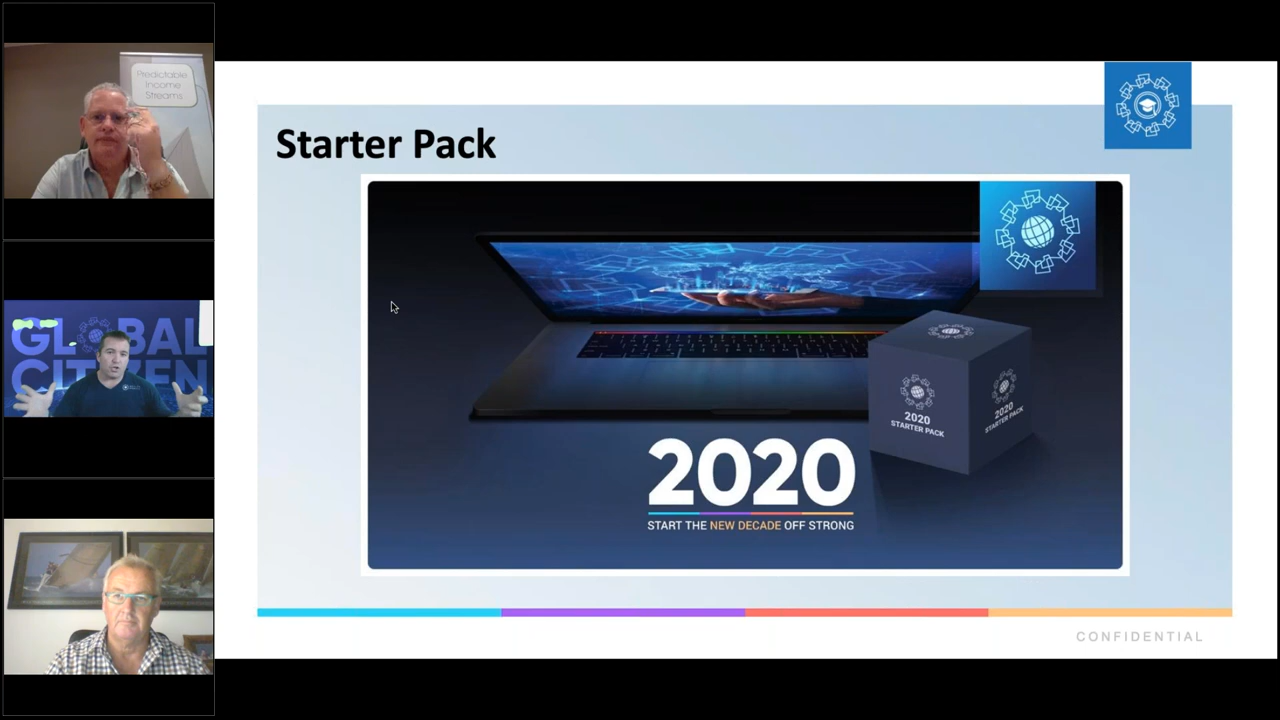 Predictable
Income
Streams
GLOBAL
CITIZEN
Starter Pack
2020
STARTER PACK
2020
STARTER PACK
2020
START THE NEW DECADE OFF STRONG
CONFIDENTIAL